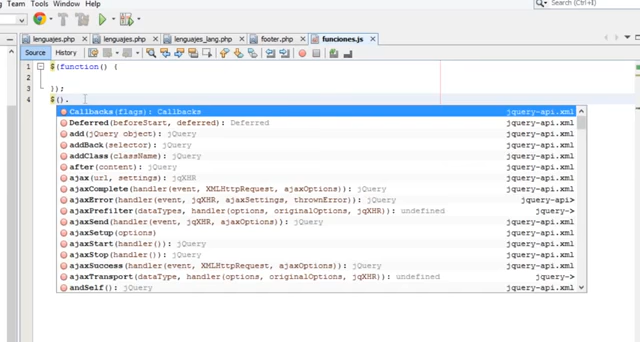 Team Tools Window Help
Search (Ctrl+I)
lenguajes.php lenguajes.php lenguajes_lang.php footer.php funciones.js
Source History
1 $(function() {
2
3 });
4 $().
Callbacks(flags): Callbacks jquery-api.xml
Deferred(beforeStart, deferred): Deferred jquery-api.xml
add(jQuery object): jQuery jquery-api.xml
addBack(selector): jQuery jquery-api.xml
addClass(className): jQuery jquery-api.xml
after(content): jQuery jquery-api.xml
ajax(url, settings): jqXHR jquery-api.xml
ajaxComplete(handler(event, XMLHttpRequest, ajaxOptions)): jQuery jquery-api.xml
ajaxError(handler(event, jqXHR, ajaxSettings, thrownError): jQuery jquery-api>
ajaxPrefilter(dataTypes, handler(options, originalOptions, jqXHR)): undefined jquery->
ajaxSend(handler(event, jqXHR, ajaxOptions)): jQuery jquery-api.xml
ajaxSetup(options) jquery-api.xml
ajaxStart(handler()): jQuery jquery-api.xml
ajaxStop(handler()): jQuery jquery-api.xml
ajaxSuccess(handler(event, XMLHttpRequest, ajaxOptions)): jQuery jquery-api.xml
ajaxTransport(dataType, handler(options, originalOptions, jqXHR)): undefined jquery->
andSelf(): jQuery jquery-api.xml